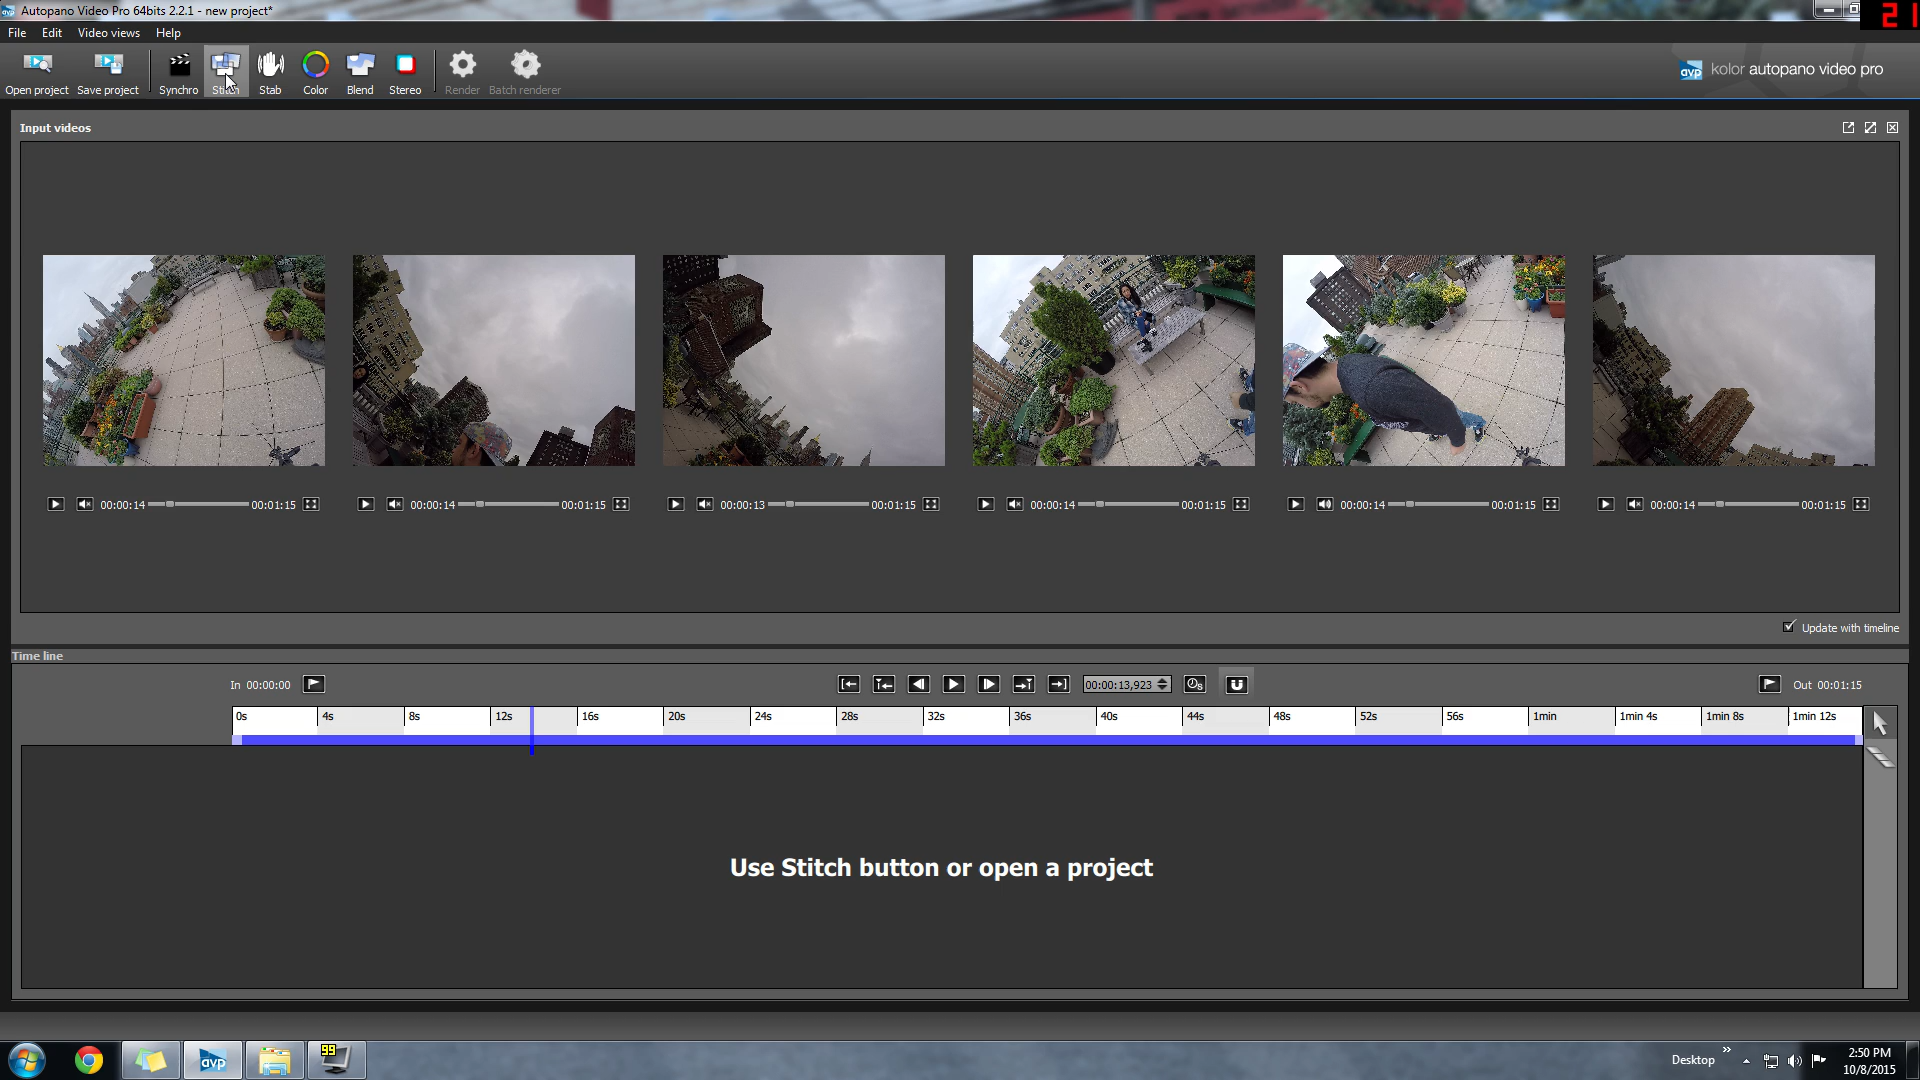 Autopano Video Pro 64bits 2.2.1 - new project*
21
File Edit Video views Help
Open project Save project Synchro Stitch Stab Color Blend Stereo Render Batch renderer
avp kolor autopano video pro
Input videos
00:00:14 00:01:15 00:00:14 00:01:15 00:00:13 00:01:15 00:00:14 00:01:15 00:00:14 00:01:15 00:00:14 00:01:15
Update with timeline
Time line
In 00:00:00 00:00:13,923 Out 00:01:15
0s 4s 8s 12s 16s 20s 24s 28s 32s 36s 40s 44s 48s 52s 56s 1min 1min 4s 1min 8s 1min 12s
Use Stitch button or open a project
avp 99 Desktop 2:50 PM
10/8/2015